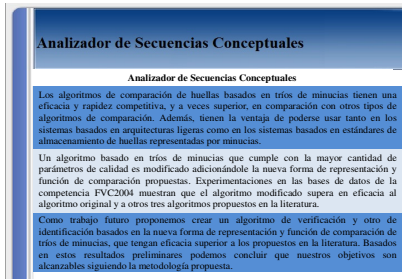 Analizador de Secuencias Conceptuales
Analizador de Secuencias Conceptuales
Los algoritmos de comparación de huellas basados en tríos de minucias tienen una
eficacia y rapidez competitiva, y a veces superior, en comparación con otros tipos de
algoritmos de comparación. Además, tienen la ventaja de poderse usar tanto en los
sistemas basados en arquitecturas ligeras como en los sistemas basados en estándares de
almacenamiento de huellas representadas por minucias.
Un algoritmo basado en tríos de minucias que cumple con la mayor cantidad de
parámetros de calidad es modificado adicionándole la nueva forma de representación y
función de comparación propuestas. Experimentaciones en las bases de datos de la
competencia FVC2004 muestran que el algoritmo modificado supera en eficacia al
algoritmo original y a otros tres algoritmos propuestos en la literatura.
Como trabajo futuro proponemos crear un algoritmo de verificación y otro de
identificación basados en la nueva forma de representación y función de comparación de
tríos de minucias, que tengan eficacia superior a los propuestos en la literatura. Basados
en estos resultados preliminares podemos concluir que nuestros objetivos son
alcanzables siguiendo la metodología propuesta.